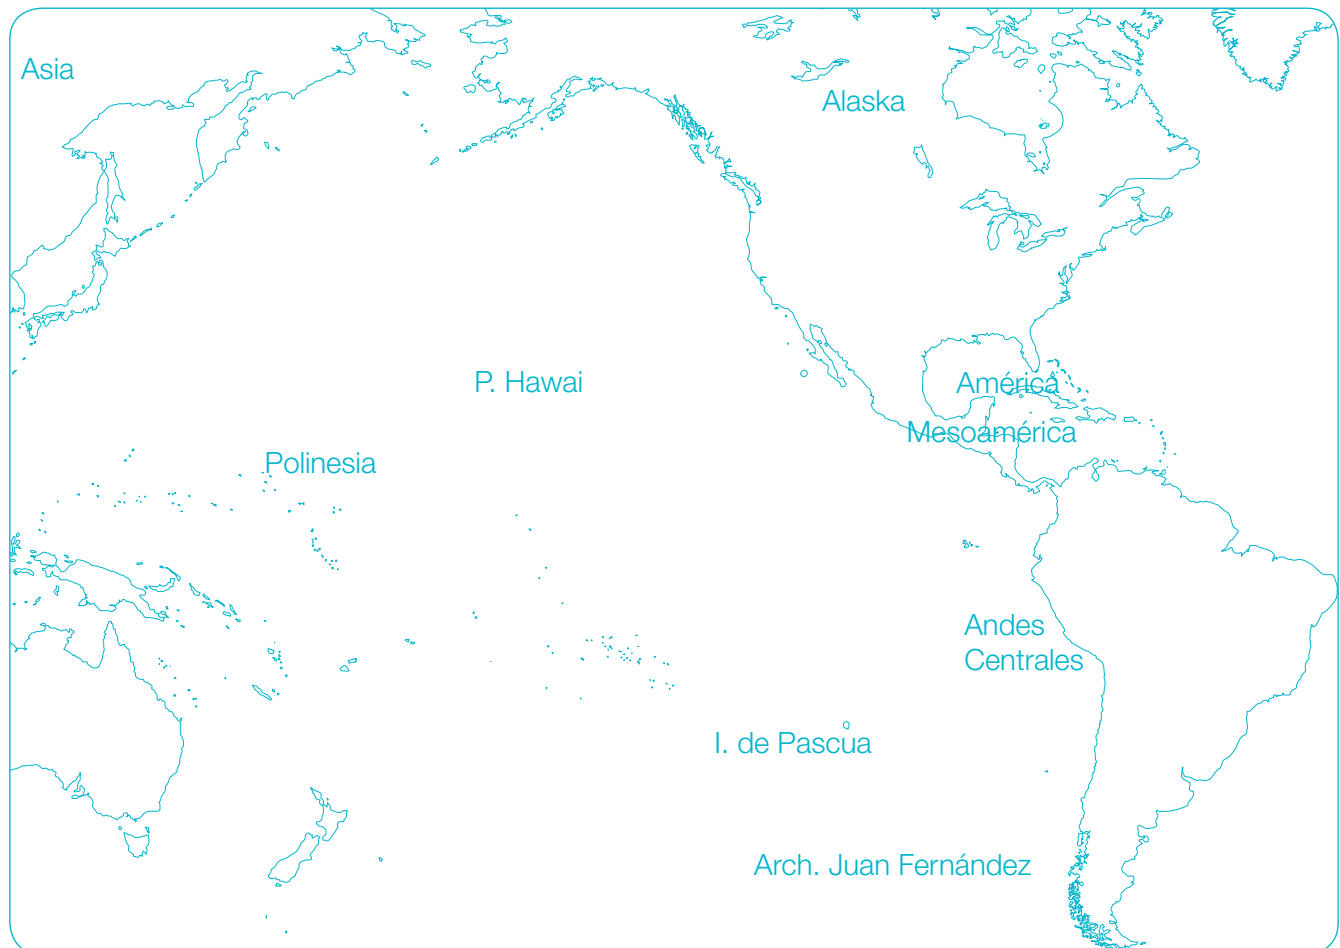 Asia
Alaska
P. Hawai
América
Mesoamérica
Polinesia
Andes
Centrales
I. de Pascua
Arch. Juan Fernández